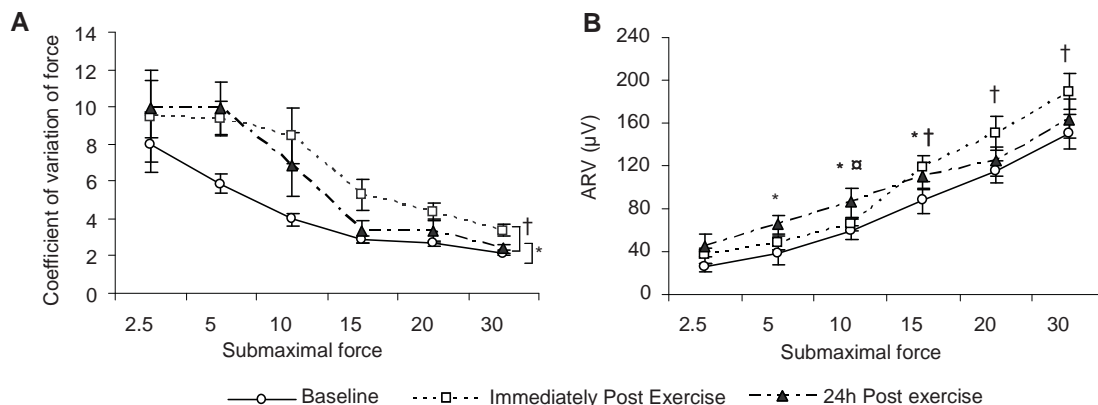 A
Coefficient of variation of force
14
12
10
8
6
4
2
0
†
*
2.5 5 10 15 20 30
Submaximal force
B
ARV (µV)
240
200
160
120
80
40
0
* * ¤ * † † †
2.5 5 10 15 20 30
Submaximal force
Baseline Immediately Post Exercise 24h Post exercise